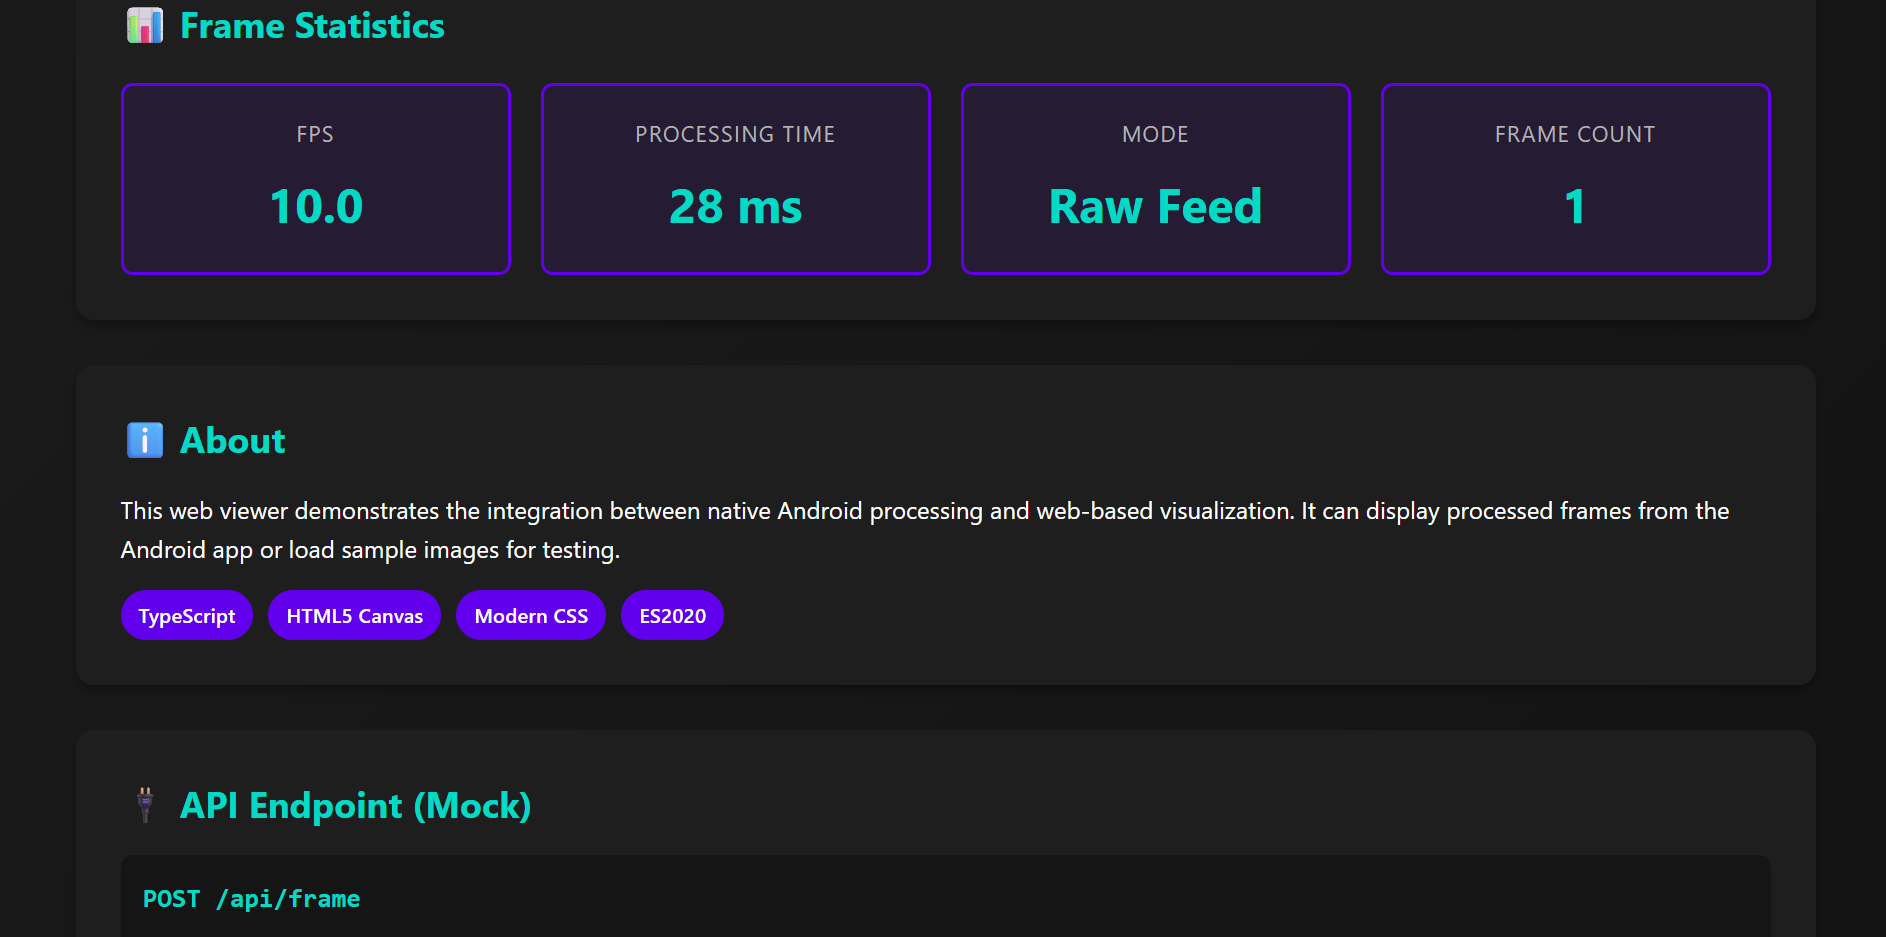 Frame Statistics
FPS
10.0
PROCESSING TIME
28 ms
MODE
Raw Feed
FRAME COUNT
1
About
This web viewer demonstrates the integration between native Android processing and web-based visualization. It can display processed frames from the
Android app or load sample images for testing.
TypeScript
HTML5 Canvas
Modern CSS
ES2020
API Endpoint (Mock)
POST /api/frame